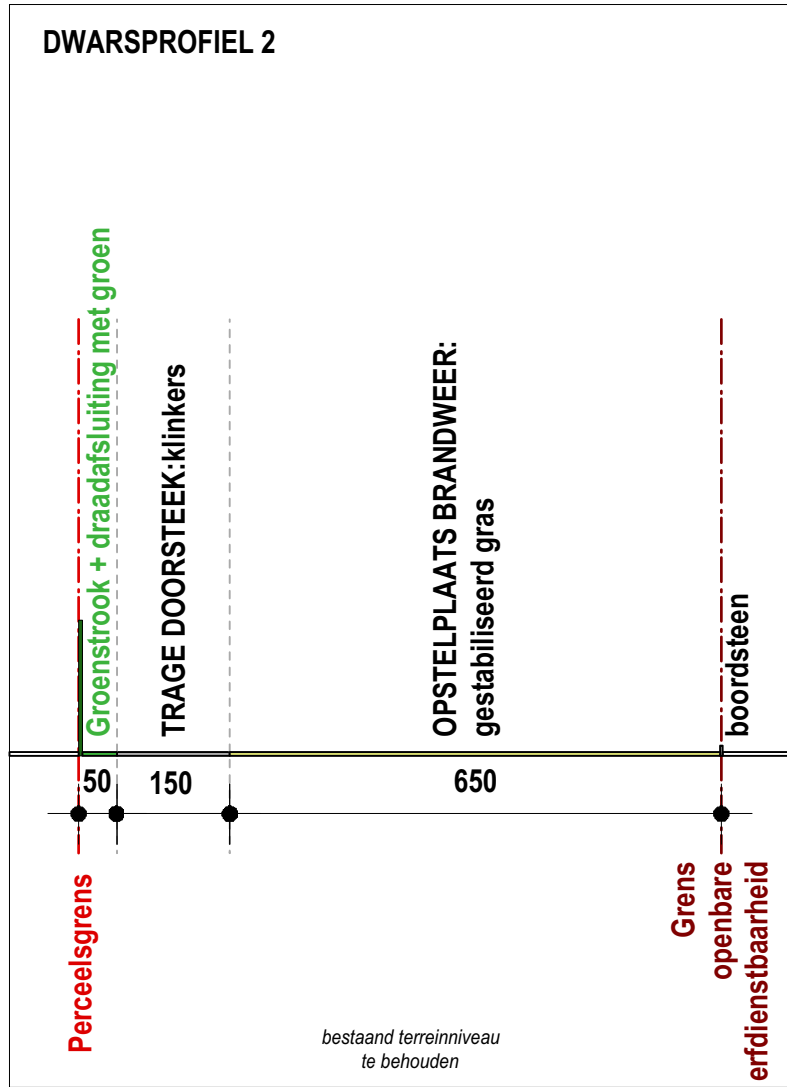 DWARSPROFIEL 2
Groenstrook + draadafsluiting met groen
TRAGE DOORSTEEK:klinkers
OPSTELPLAATS BRANDWEER:
gestabiliseerd gras
boordsteen
50
150
650
Perceelsgrens
Grens
openbare
erfdienstbaarheid
bestaand terreinniveau
te behouden